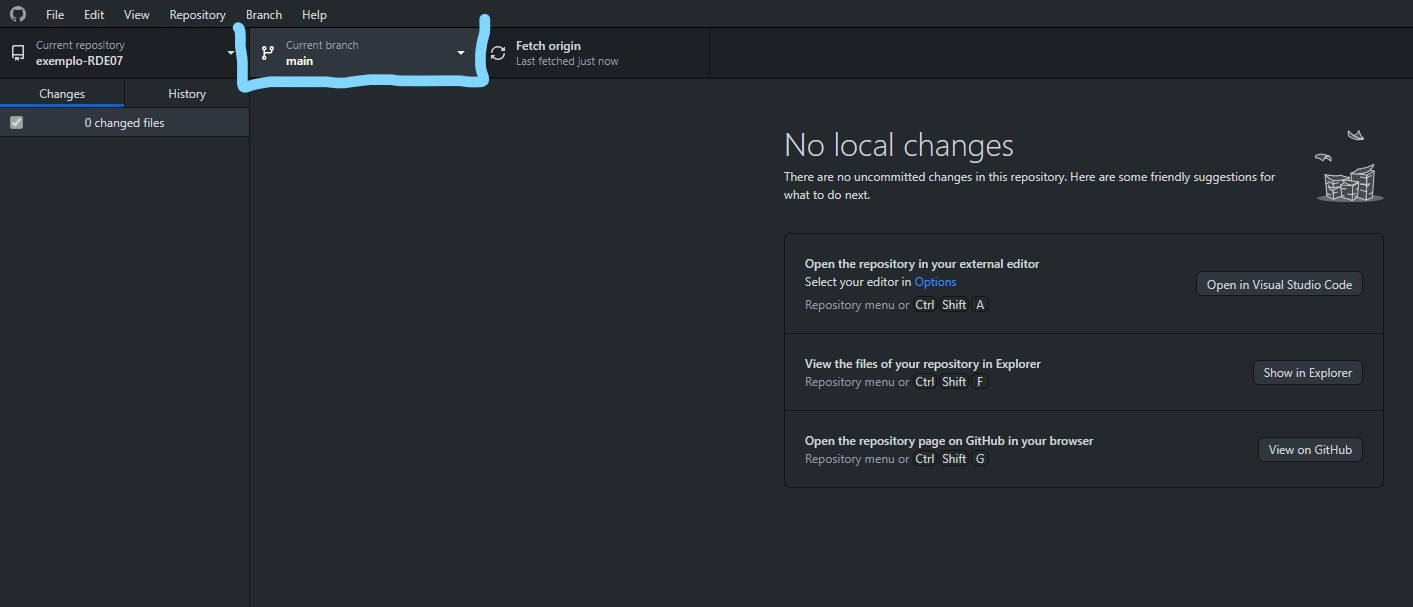 File Edit View Repository Branch Help
Current repository
exemplo-RDE07
Current branch
main
Fetch origin
Last fetched just now
Changes History
0 changed files
No local changes
There are no uncommitted changes in this repository. Here are some friendly suggestions for
what to do next.
Open the repository in your external editor
Select your editor in Options
Repository menu or Ctrl Shift A
Open in Visual Studio Code
View the files of your repository in Explorer
Repository menu or Ctrl Shift F
Show in Explorer
Open the repository page on GitHub in your browser
Repository menu or Ctrl Shift G
View on GitHub